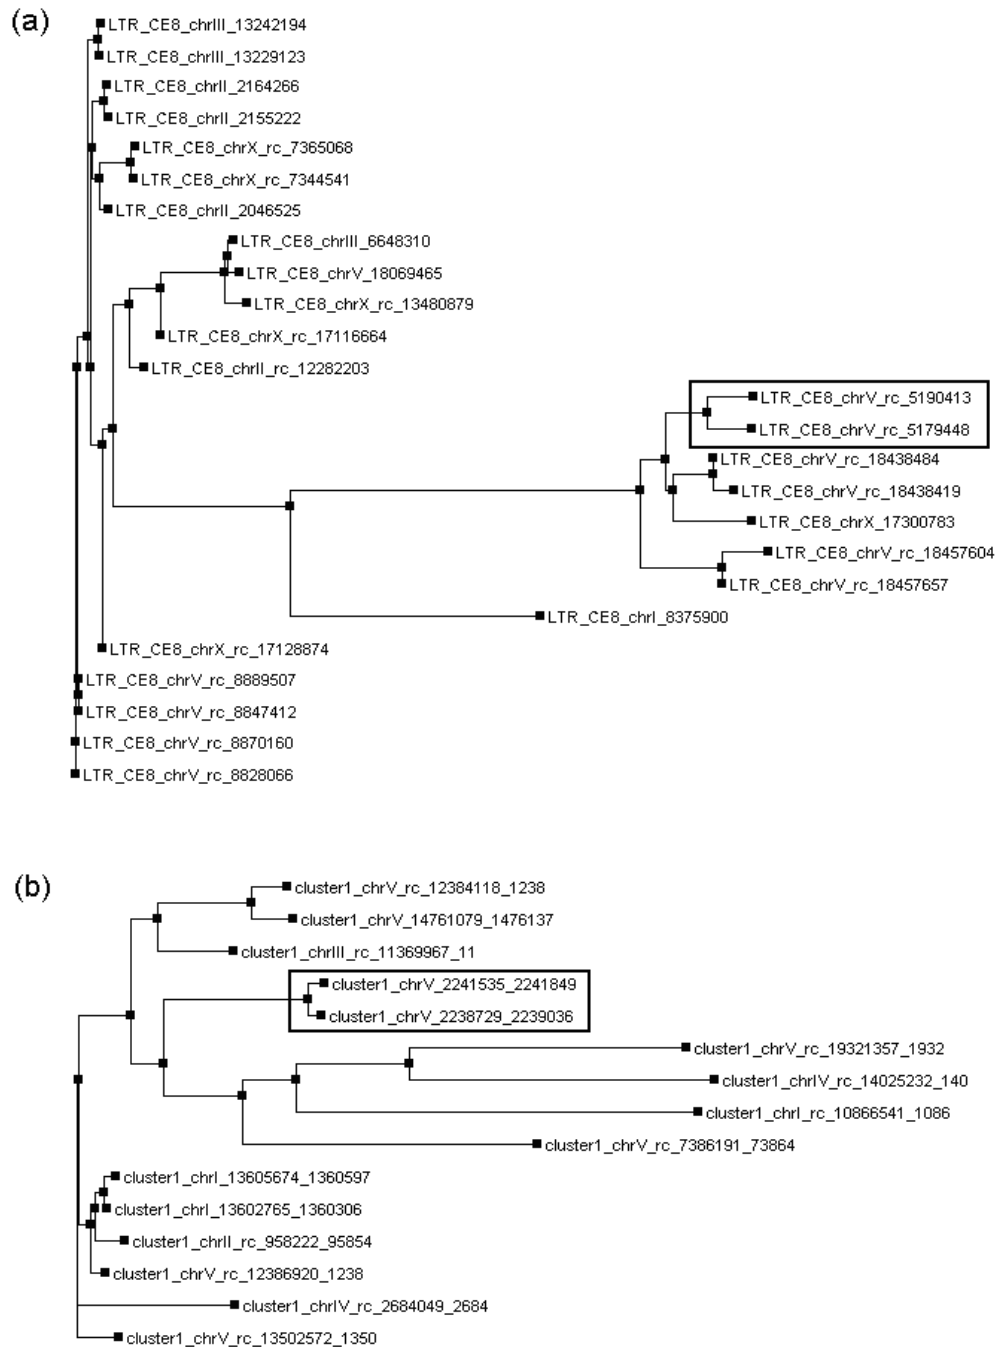 (a)
LTR_CE8_chrIII_13242194
LTR_CE8_chrIII_13229123
LTR_CE8_chrII_2164266
LTR_CE8_chrII_2155222
LTR_CE8_chrX_rc_7365068
LTR_CE8_chrX_rc_7344541
LTR_CE8_chrII_2046525
LTR_CE8_chrIII_6648310
LTR_CE8_chrV_18069465
LTR_CE8_chrX_rc_13480879
LTR_CE8_chrX_rc_17116664
LTR_CE8_chrII_rc_12282203
LTR_CE8_chrV_rc_5190413
LTR_CE8_chrV_rc_5179448
LTR_CE8_chrV_rc_18438484
LTR_CE8_chrV_rc_18438419
LTR_CE8_chrX_17300783
LTR_CE8_chrV_rc_18457604
LTR_CE8_chrV_rc_18457657
LTR_CE8_chrI_8375900
LTR_CE8_chrX_rc_17128874
LTR_CE8_chrV_rc_8889507
LTR_CE8_chrV_rc_8847412
LTR_CE8_chrV_rc_8870160
LTR_CE8_chrV_rc_8828066
(b)
cluster1_chrV_rc_12384118_1238
cluster1_chrV_14761079_1476137
cluster1_chrIII_rc_11369967_11
cluster1_chrV_2241535_2241849
cluster1_chrV_2238729_2239036
cluster1_chrV_rc_19321357_1932
cluster1_chrIV_rc_14025232_140
cluster1_chrI_rc_10866541_1086
cluster1_chrV_rc_7386191_73864
cluster1_chrI_13605674_1360597
cluster1_chrI_13602765_1360306
cluster1_chrII_rc_958222_95854
cluster1_chrV_rc_12386920_1238
cluster1_chrIV_rc_2684049_2684
cluster1_chrV_rc_13502572_1350